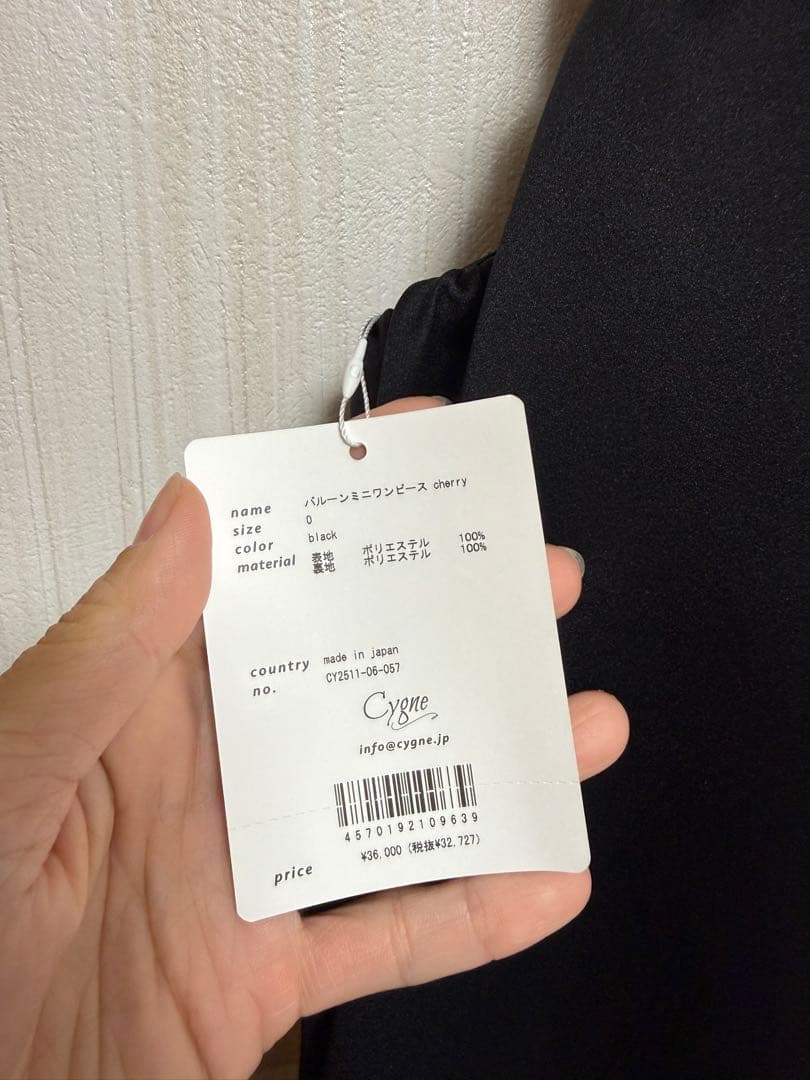 name バルーンミニワンピース cherry
size 0
color black
material 表地 ポリエステル 100%
裏地 ポリエステル 100%
country made in japan
no. CY2511-06-057
Cygne
info@cygne.jp
4570192109639
price ¥36,000 (税抜¥32,727)